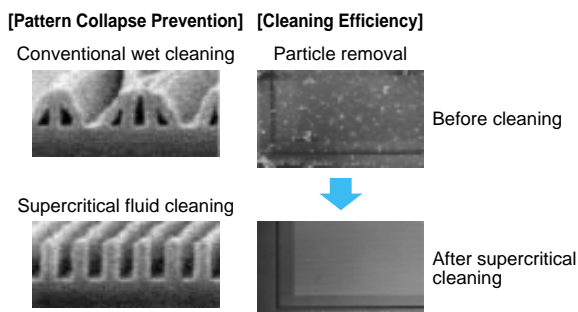 [Pattern Collapse Prevention] [Cleaning Efficiency]
Conventional wet cleaning
Particle removal
Before cleaning
Supercritical fluid cleaning
After supercritical
cleaning